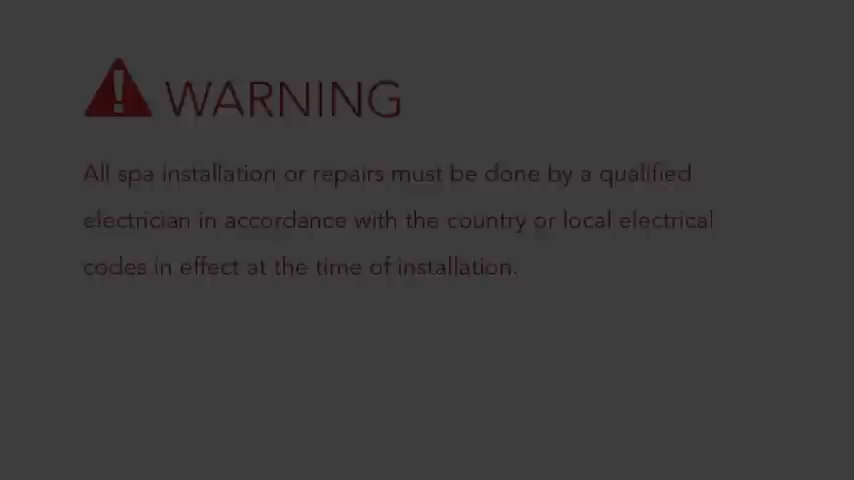 WARNING
All spa installation or repairs must be done by a qualified
electrician in accordance with the country or local electrical
codes in effect at the time of installation.